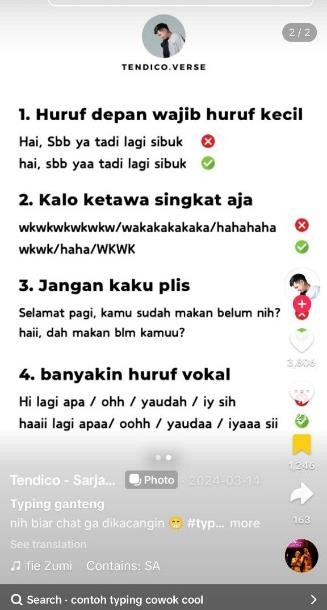 2 / 2
TENDICO.VERSE
1. Huruf depan wajib huruf kecil
Hai, Sbb ya tadi lagi sibuk
hai, sbb yaa tadi lagi sibuk
2. Kalo ketawa singkat aja
wkwkwkwkwkw/wakakakakaka/hahahaha
wkwk/haha/WKWK
3. Jangan kaku plis
Selamat pagi, kamu sudah makan belum nih?
haii, dah makan blm kamuu?
3,806
4. banyakin huruf vokal
Hi lagi apa / ohh / yaudah / iy sih
haaii lagi apaa/ oohh / yaudaa / iyaaa sii
1,246
Tendico - Sarja... Photo · 2024-03-14
163
Typing ganteng
nih biar chat ga dikacangin 😁 #typ... more
See translation
fie Zumi Contains: SA
Search · contoh typing cowok cool